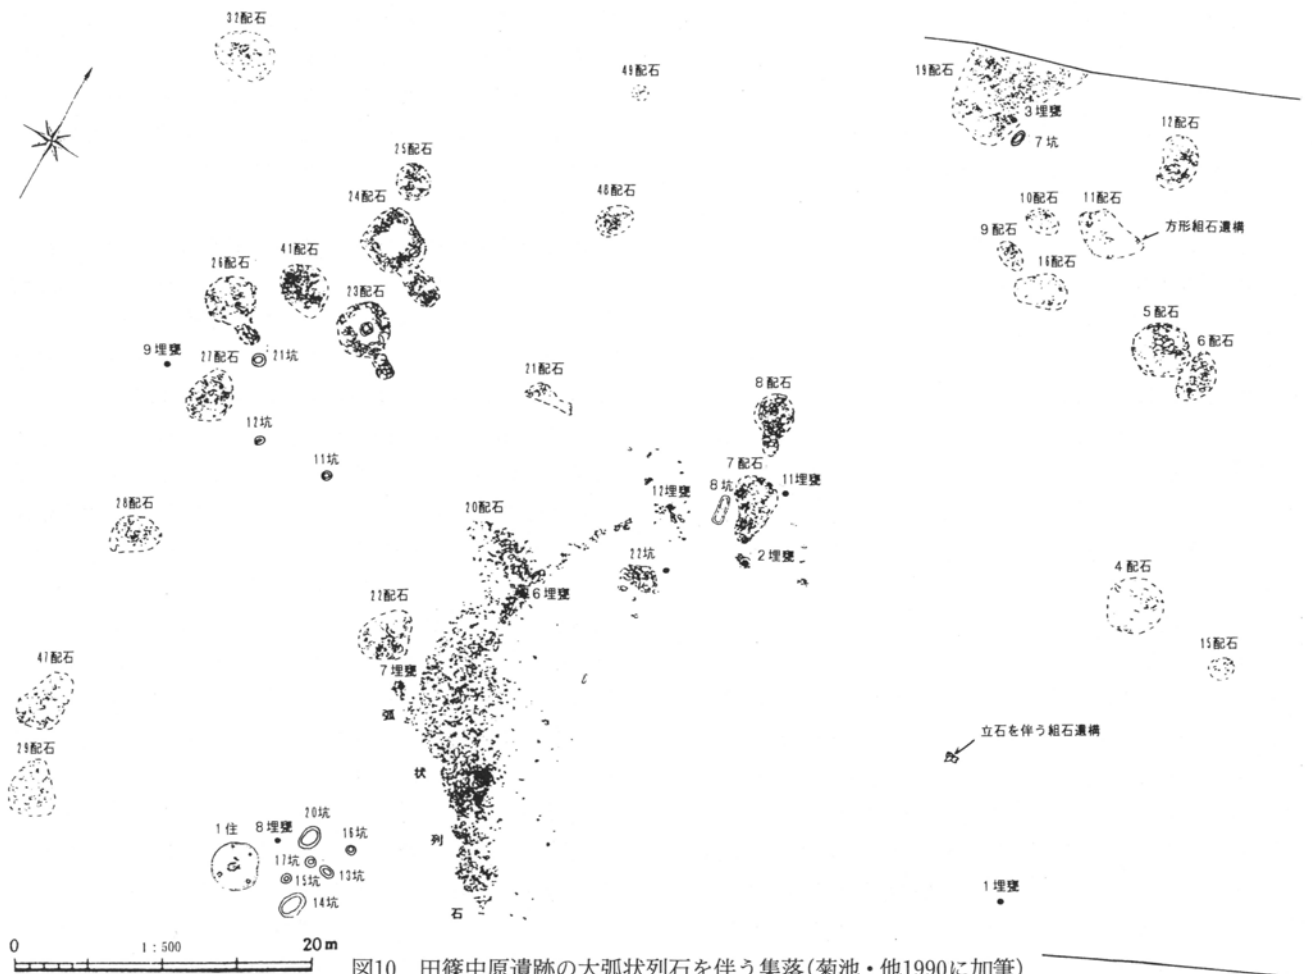 32配石
49配石
19配石
3埋甕
7坑
12配石
25配石
24配石
48配石
10配石
11配石
9配石
方形組石遺構
16配石
26配石
41配石
23配石
5配石
6配石
9埋甕
27配石
21坑
21配石
8配石
12坑
11坑
7配石
11埋甕
12埋甕
8坑
28配石
20配石
22坑
2埋甕
6埋甕
4配石
22配石
15配石
47配石
7埋甕
弧
状
列
石
29配石
立石を伴う組石遺構
1住
8埋甕
20坑
16坑
17坑
15坑
13坑
14坑
1埋甕
0
1:500
20m
図10 田篠中原遺跡の大弧状列石を伴う集落(菊池・他1990に加筆)